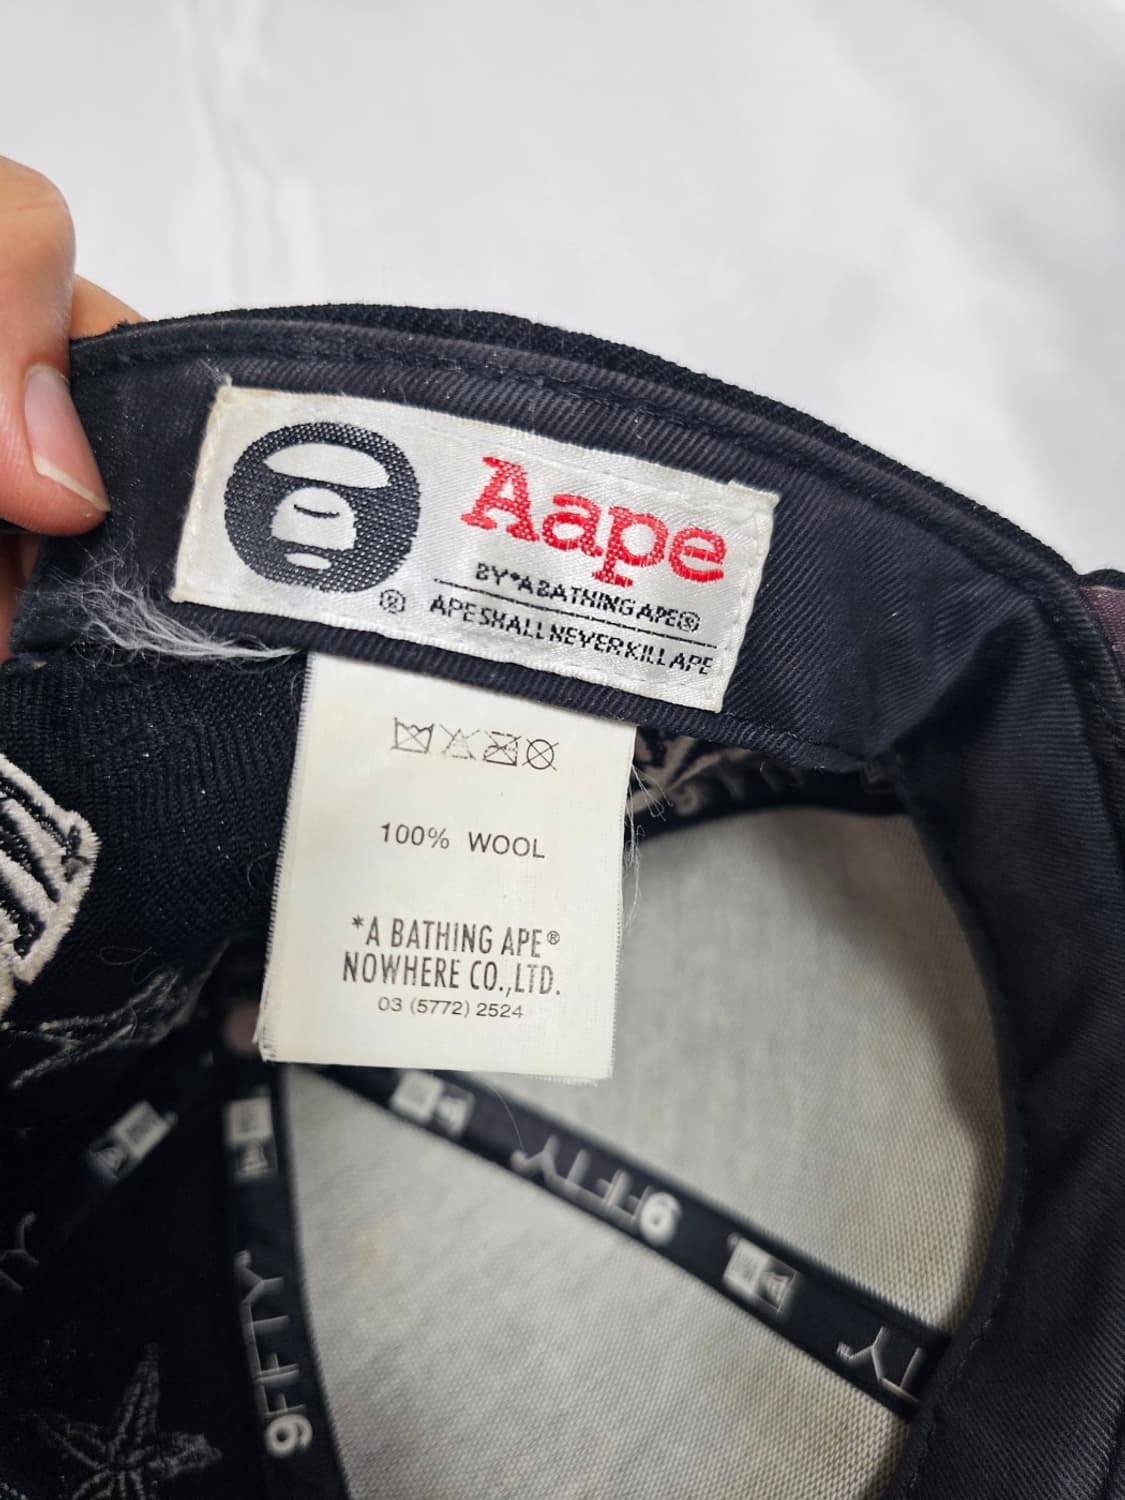 Aape
BY*A BATHING APE®
®
APE SHALL NEVER KILL APE
100% WOOL
*A BATHING APE®
NOWHERE CO.,LTD.
03 (5772) 2524
9FIFTY
9FIFTY
TY